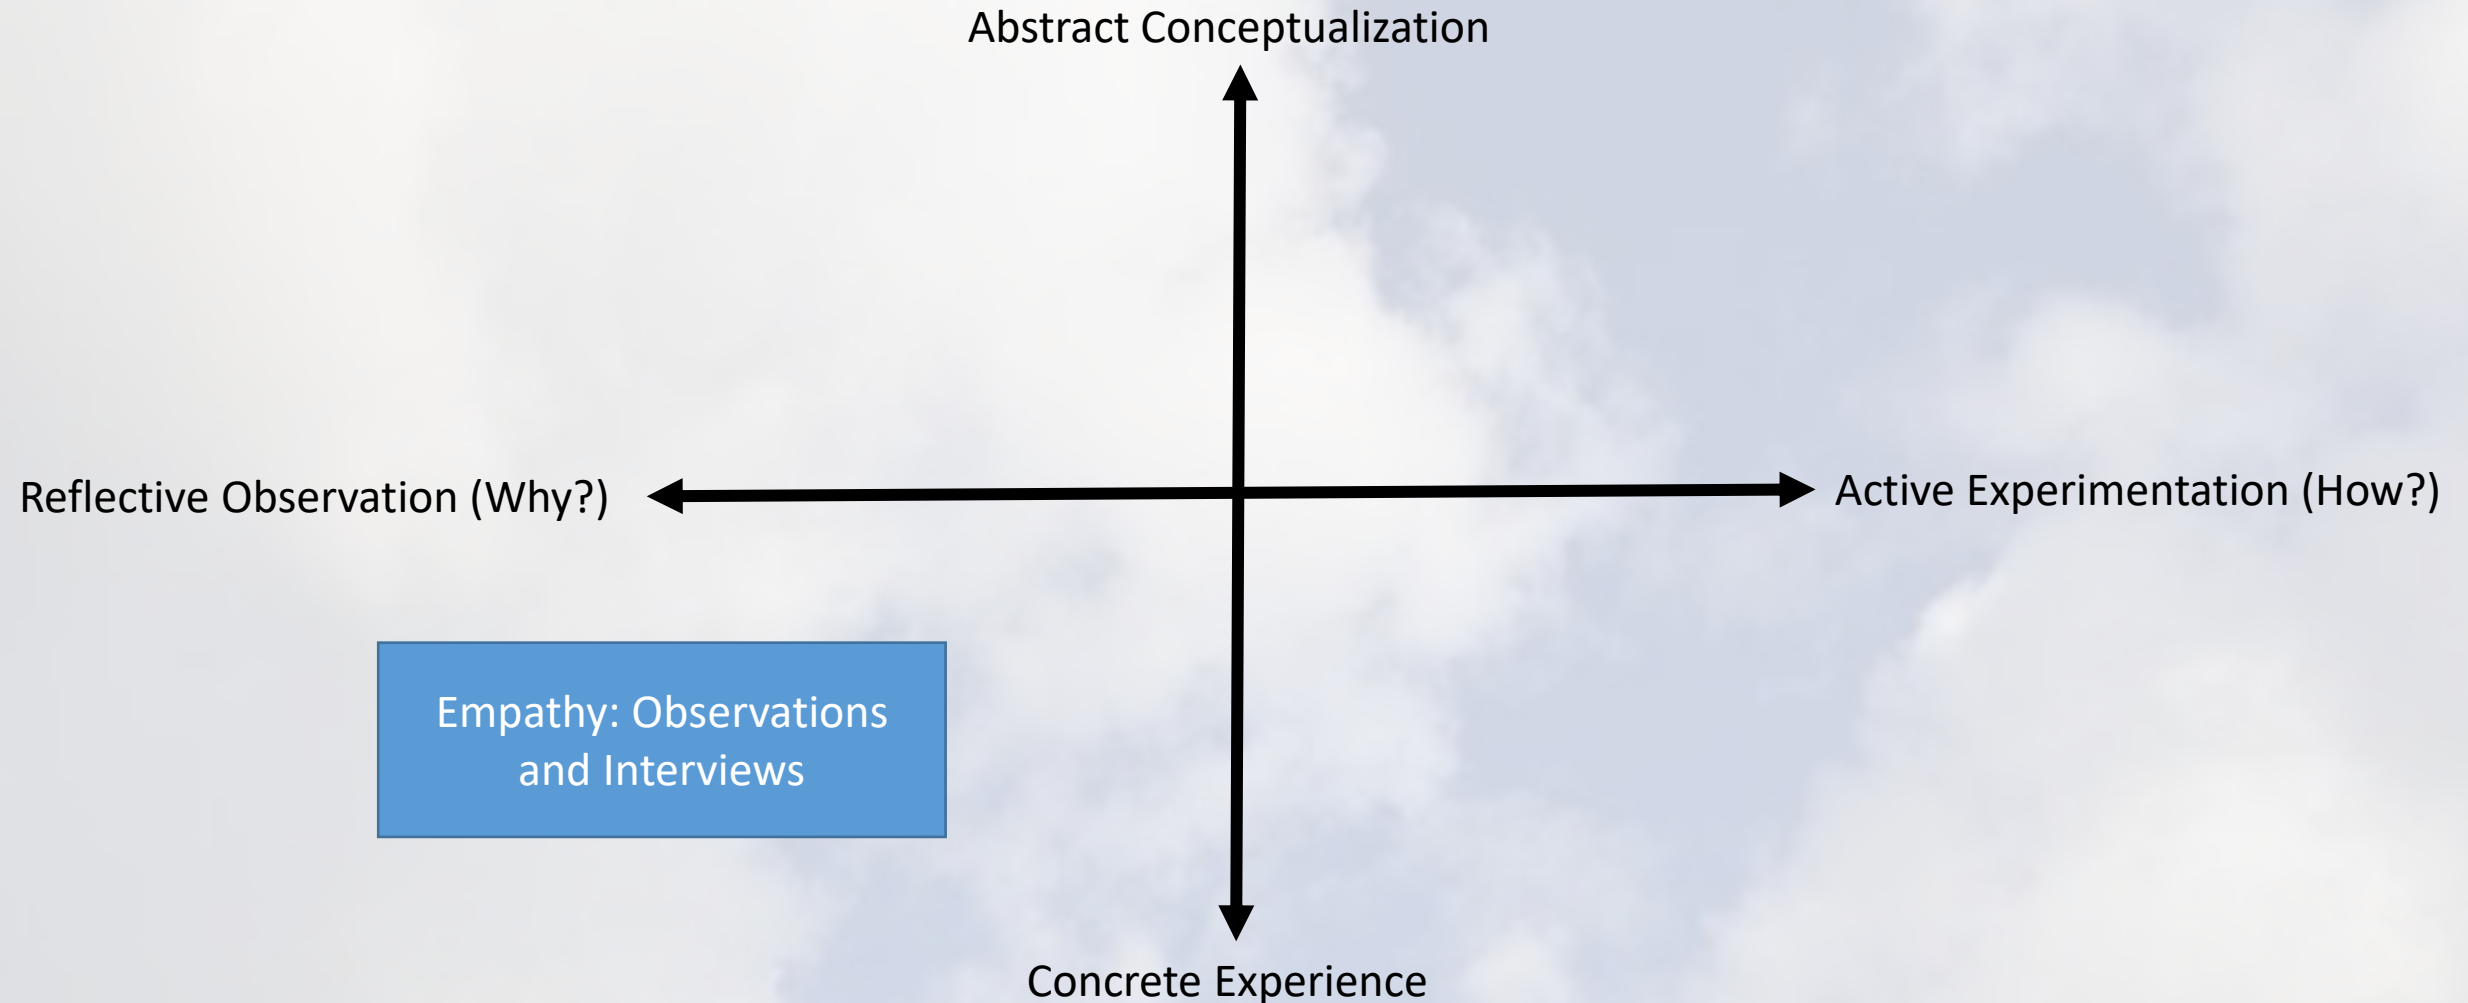 Abstract Conceptualization
Reflective Observation (Why?)
Active Experimentation (How?)
Empathy: Observations
and Interviews
Concrete Experience